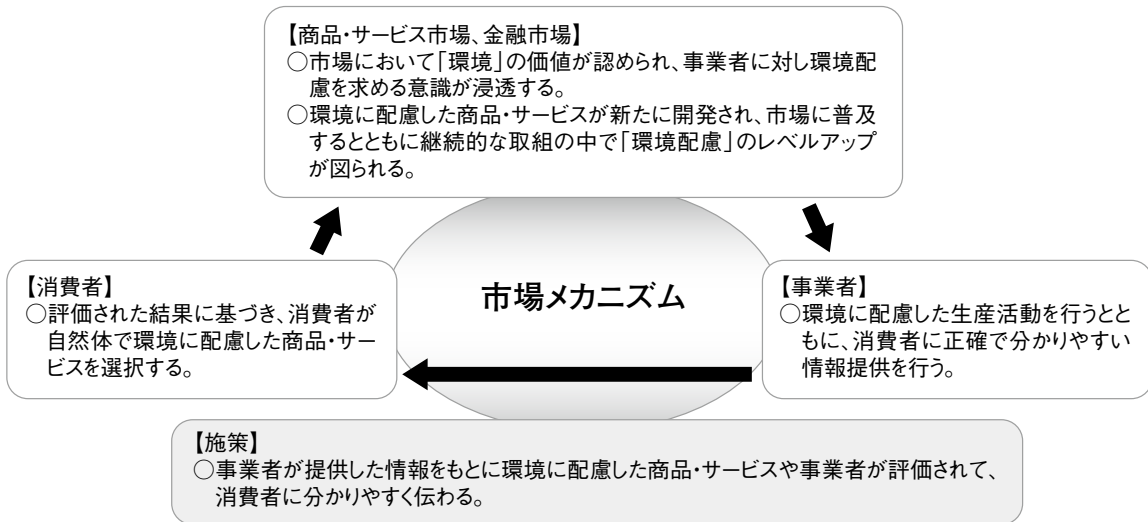 【商品・サービス市場、金融市場】
○市場において「環境」の価値が認められ、事業者に対し環境配
慮を求める意識が浸透する。
○環境に配慮した商品・サービスが新たに開発され、市場に普及
するとともに継続的な取組の中で「環境配慮」のレベルアップ
が図られる。
【消費者】
○評価された結果に基づき、消費者が
自然体で環境に配慮した商品・サー
ビスを選択する。
市場メカニズム
【事業者】
○環境に配慮した生産活動を行うとと
もに、消費者に正確で分かりやすい
情報提供を行う。
【施策】
○事業者が提供した情報をもとに環境に配慮した商品・サービスや事業者が評価されて、
消費者に分かりやすく伝わる。